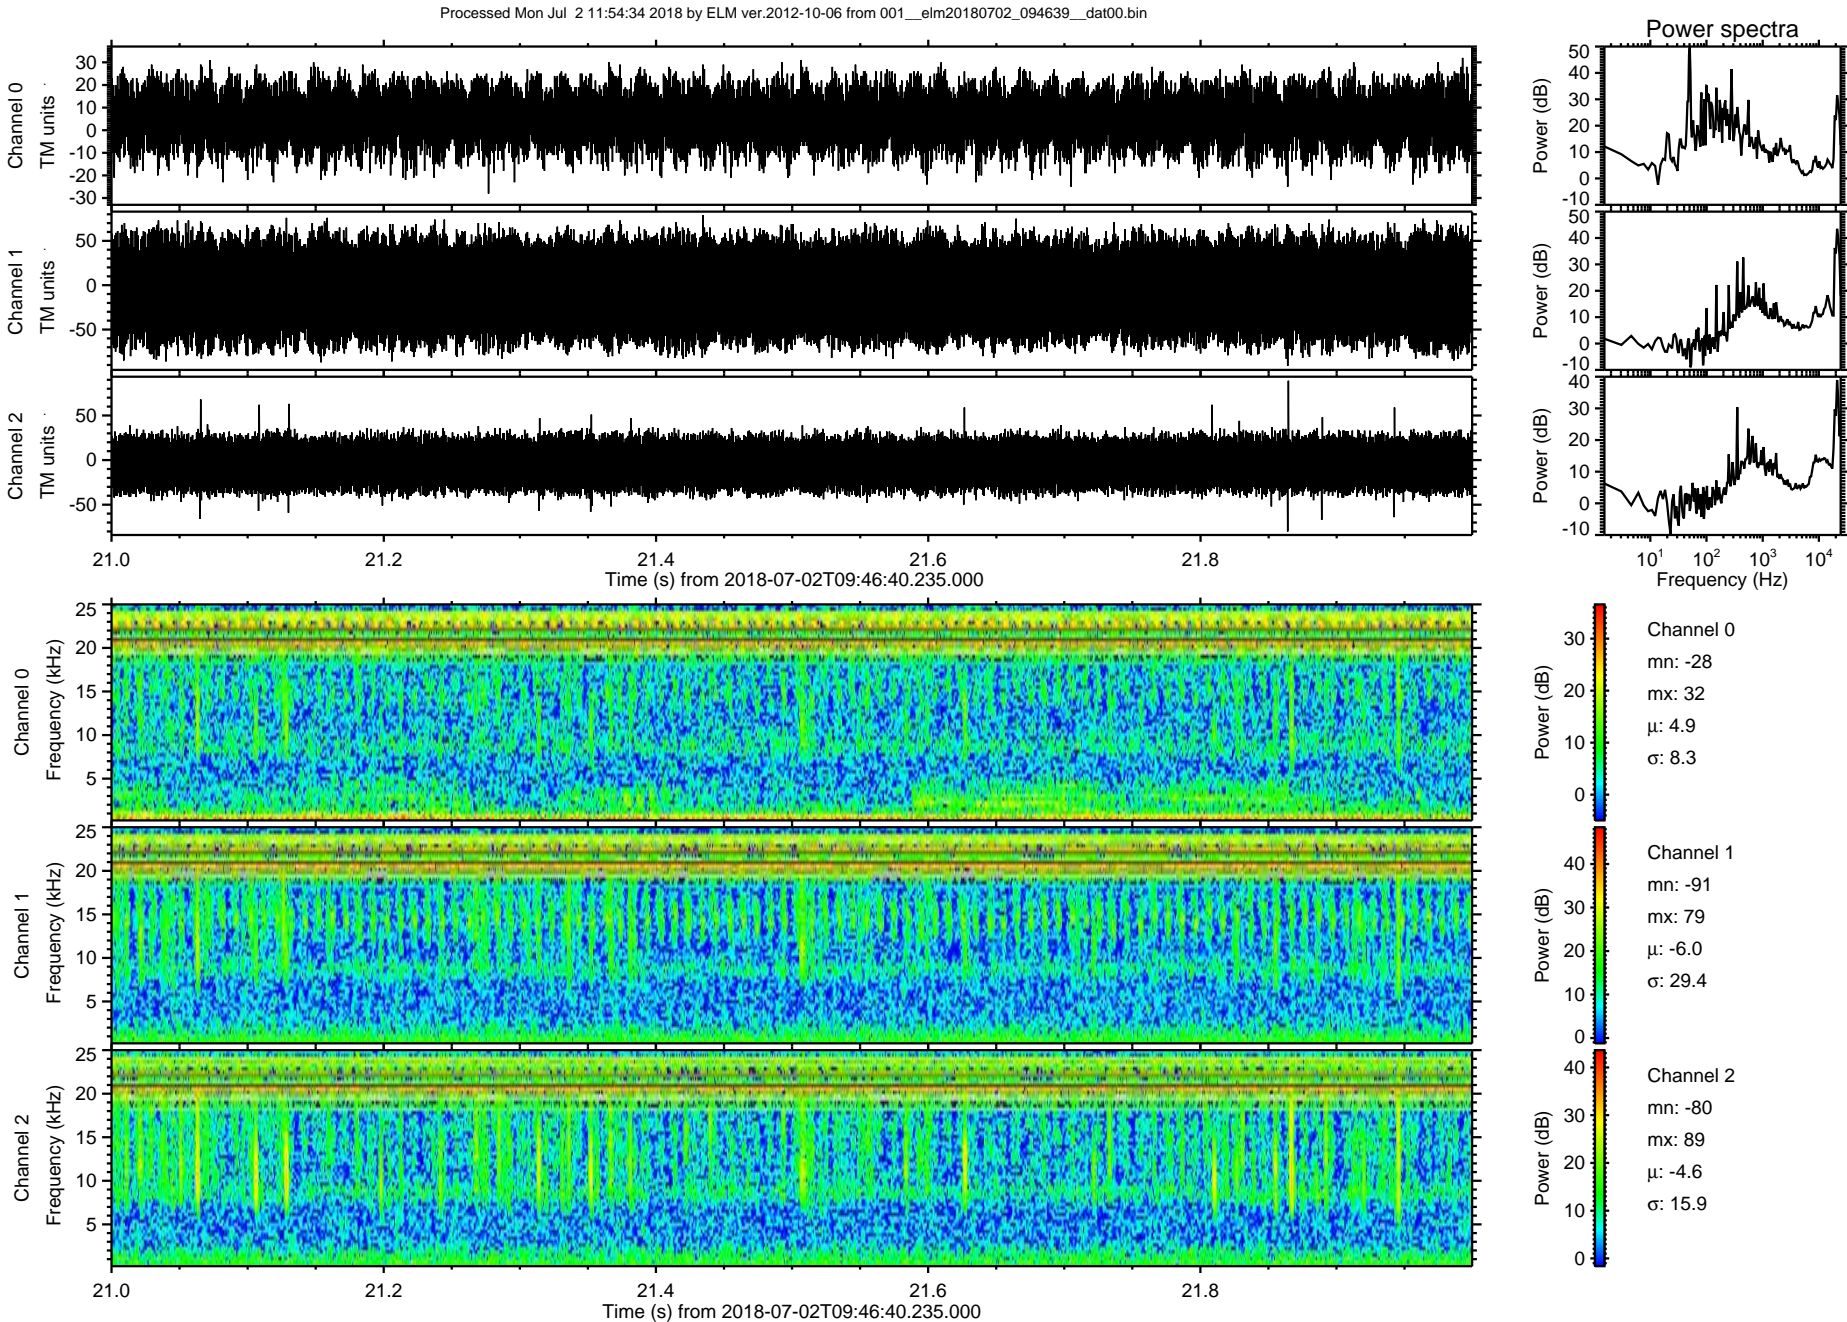 Processed Mon Jul  2 11:54:34 2018 by ELM ver.2012-10-06 from 001__elm20180702_094639__dat00.bin
Power spectra
Channel 0
TM units
30
20
10
0
-10
-20
-30
Power (dB)
50
40
30
20
10
0
-10
Channel 1
TM units
50
0
-50
Power (dB)
50
40
30
20
10
0
-10
Channel 2
TM units
50
0
-50
Power (dB)
40
30
20
10
0
-10
21.0 21.2 21.4 21.6 21.8
Time (s) from 2018-07-02T09:46:40.235.000
10^1 10^2 10^3 10^4
Frequency (Hz)
Channel 0
Frequency (kHz)
25
20
15
10
5
Power (dB)
30
20
10
0
Channel 0
mn: -28
mx: 32
μ: 4.9
σ: 8.3
Channel 1
Frequency (kHz)
25
20
15
10
5
Power (dB)
40
30
20
10
0
Channel 1
mn: -91
mx: 79
μ: -6.0
σ: 29.4
Channel 2
Frequency (kHz)
25
20
15
10
5
Power (dB)
40
30
20
10
0
Channel 2
mn: -80
mx: 89
μ: -4.6
σ: 15.9
21.0 21.2 21.4 21.6 21.8
Time (s) from 2018-07-02T09:46:40.235.000